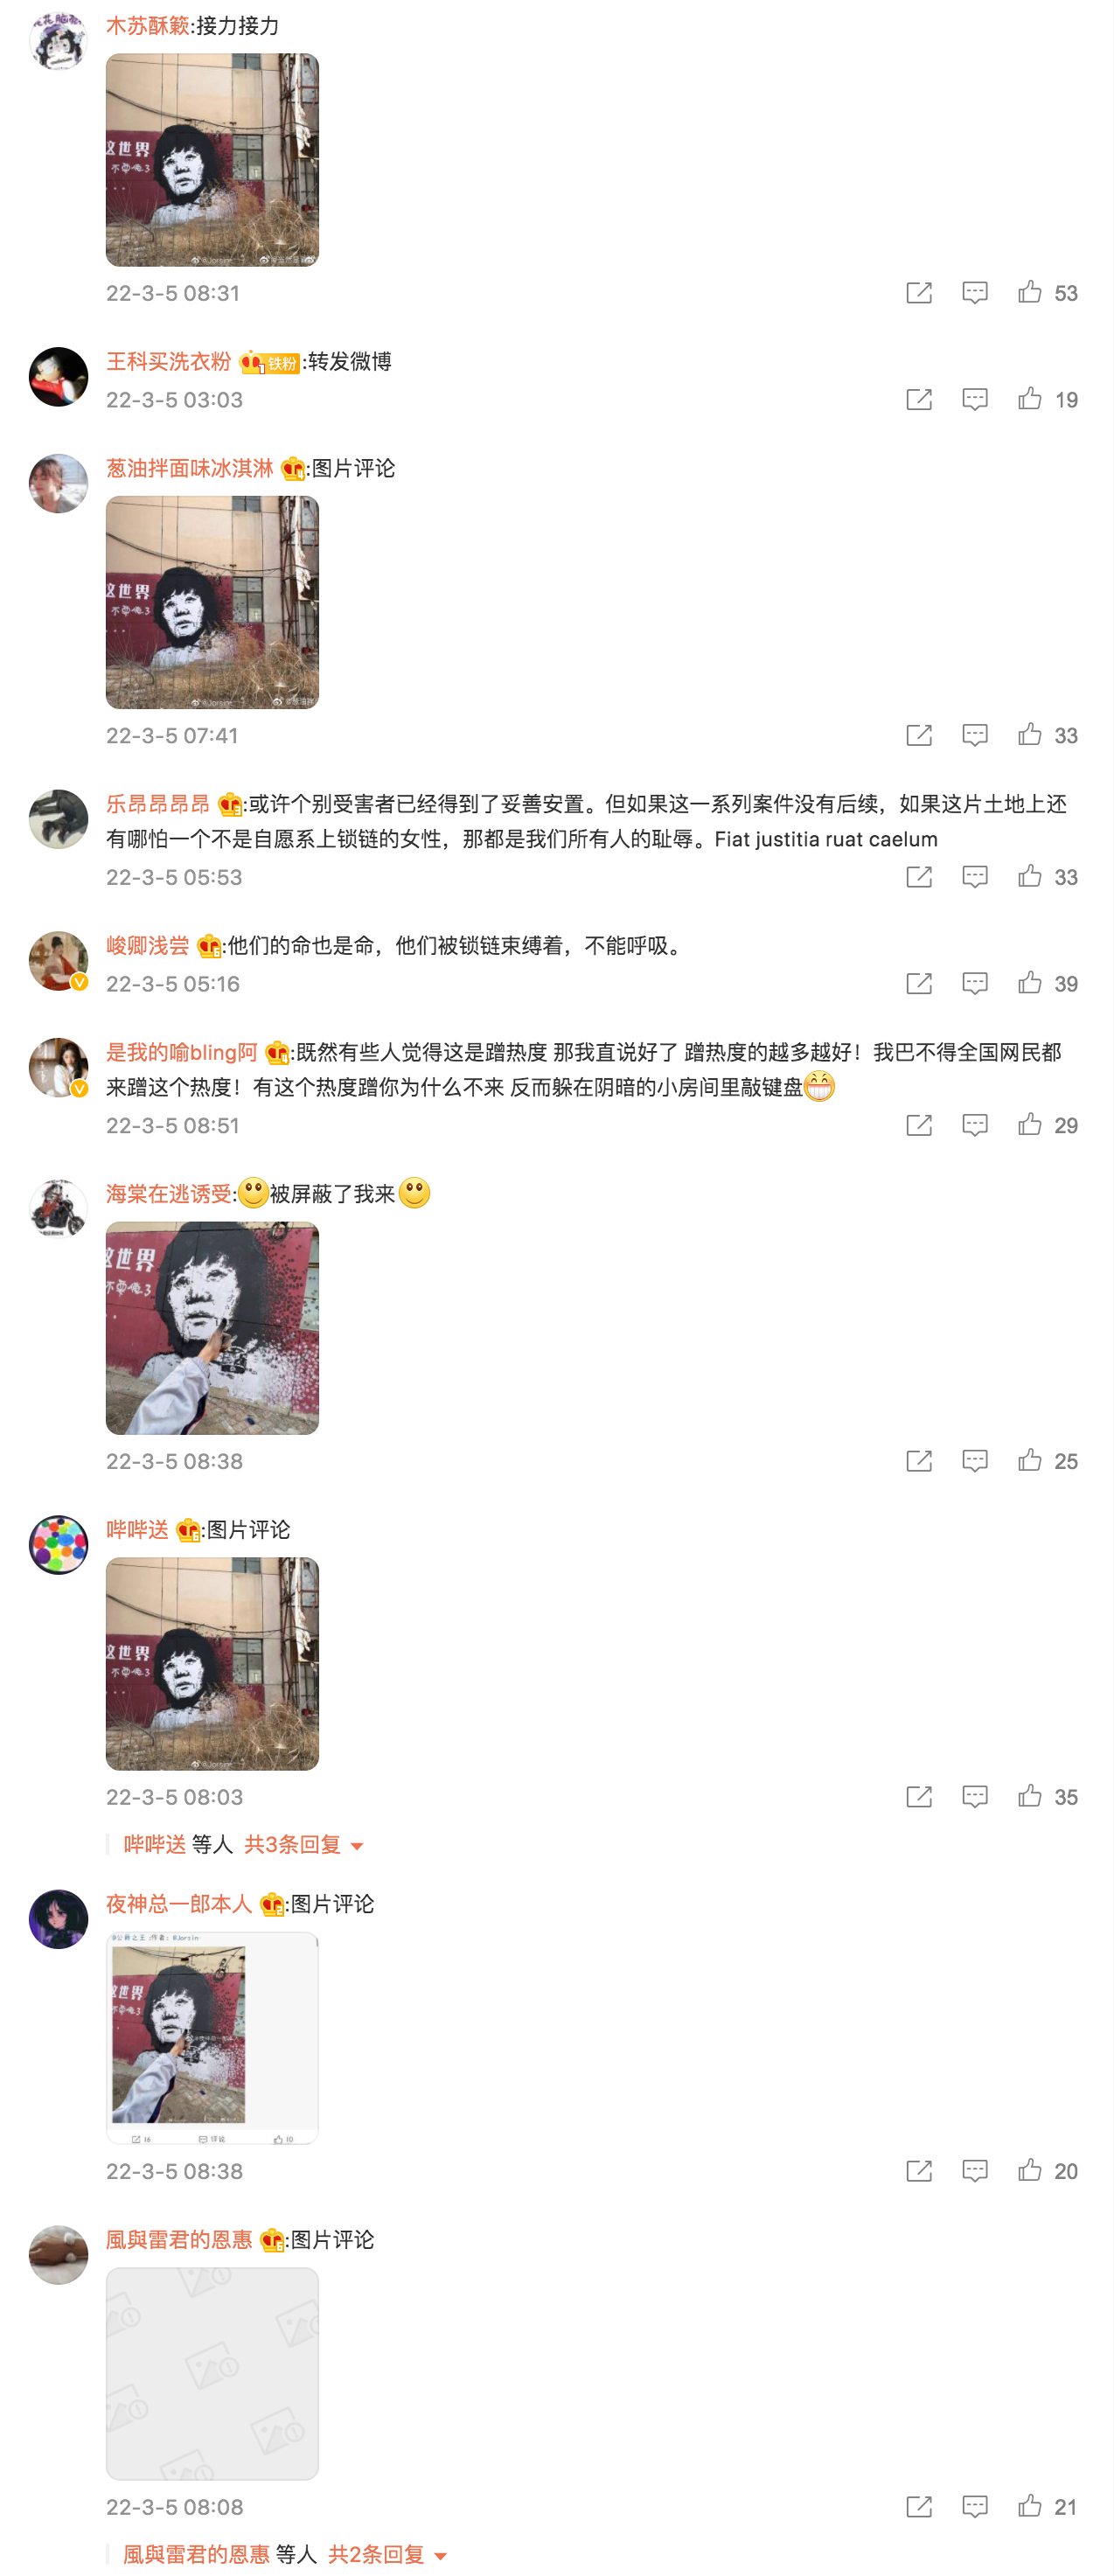 木苏酥簌:接力接力
这世界
22-3-5 08:31 53
王科买洗衣粉 铁粉:转发微博
22-3-5 03:03 19
葱油拌面味冰淇淋:图片评论
这世界
@Jorsin
22-3-5 07:41 33
乐昂昂昂昂:或许个别受害者已经得到了妥善安置。但如果这一系列案件没有后续，如果这片土地上还
有哪怕一个不是自愿系上锁链的女性，那都是我们所有人的耻辱。Fiat justitia ruat caelum
22-3-5 05:53 33
峻卿浅尝:他们的命也是命，他们被锁链束缚着，不能呼吸。
22-3-5 05:16 39
是我的喻bling阿:既然有些人觉得这是蹭热度 那我直说好了 蹭热度的越多越好！我巴不得全国网民都
来蹭这个热度！有这个热度蹭你为什么不来 反而躲在阴暗的小房间里敲键盘
22-3-5 08:51 29
海棠在逃诱受:被屏蔽了我来
这世界
不要俺3
22-3-5 08:38 25
哔哔送:图片评论
这世界
@Jorsin
22-3-5 08:03 35
哔哔送 等人 共3条回复
夜神总一郎本人:图片评论
@公爵之王:作者：@Jorsin
这世界
16 评论 10
22-3-5 08:38 20
風與雷君的恩惠:图片评论
22-3-5 08:08 21
風與雷君的恩惠 等人 共2条回复